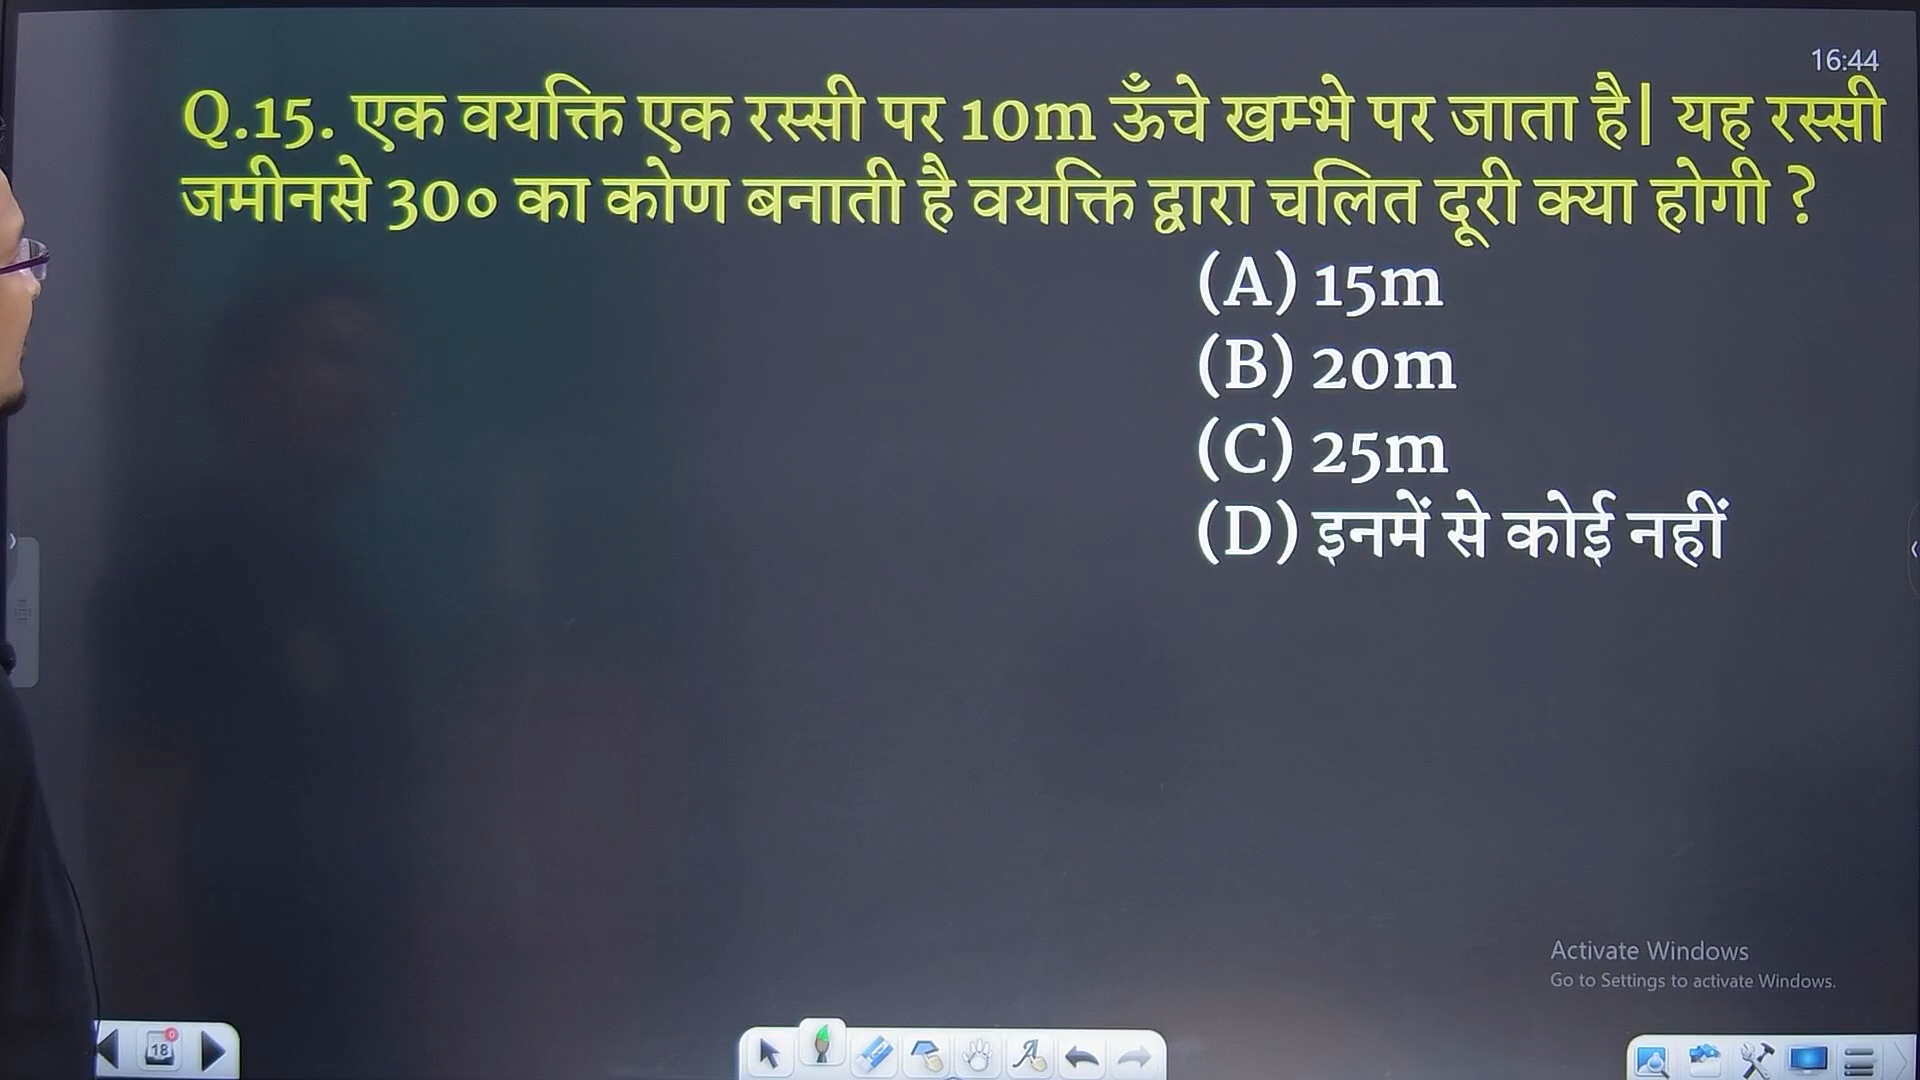 16:44
Q.15. एक वयक्ति एक रस्सी पर 10m ऊँचे खम्भे पर जाता है| यह रस्सी
जमीनसे 30० का कोण बनाती है वयक्ति द्वारा चलित दूरी क्या होगी ?
(A) 15m
(B) 20m
(C) 25m
(D) इनमें से कोई नहीं
Activate Windows
Go to Settings to activate Windows.
18